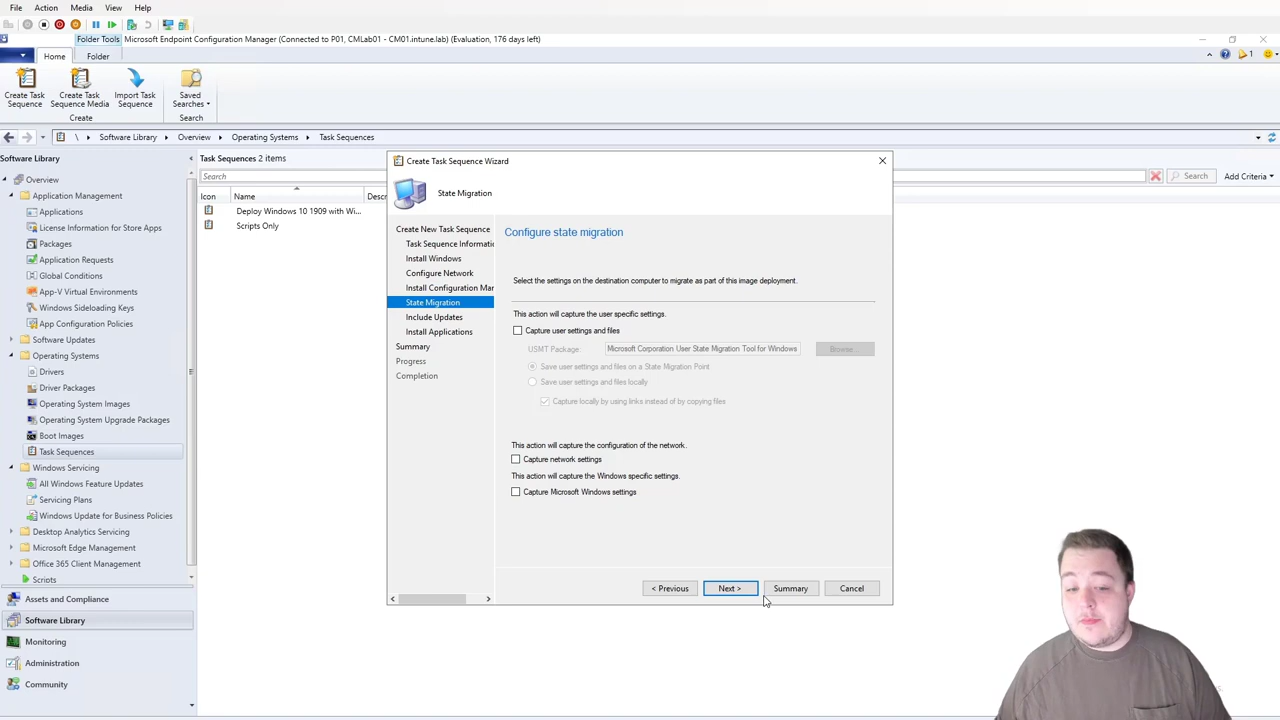 File Action Media View Help
Folder Tools Microsoft Endpoint Configuration Manager (Connected to P01, CMLab01 - CM01.intune.lab) (Evaluation, 176 days left)
Home Folder
1
Create Task Sequence
Create Task Sequence Media
Import Task Sequence
Saved Searches
Create
Search
\ Software Library Overview Operating Systems Task Sequences
Software Library
Overview
Application Management
Applications
License Information for Store Apps
Packages
Application Requests
Global Conditions
App-V Virtual Environments
Windows Sideloading Keys
App Configuration Policies
Software Updates
Operating Systems
Drivers
Driver Packages
Operating System Images
Operating System Upgrade Packages
Boot Images
Task Sequences
Windows Servicing
All Windows Feature Updates
Servicing Plans
Windows Update for Business Policies
Desktop Analytics Servicing
Microsoft Edge Management
Office 365 Client Management
Scripts
Assets and Compliance
Software Library
Monitoring
Administration
Community
Task Sequences 2 items
Search
Search
Add Criteria
Icon Name Descr
Deploy Windows 10 1909 with Wi...
Scripts Only
Create Task Sequence Wizard
State Migration
Create New Task Sequence
Task Sequence Informati
Install Windows
Configure Network
Install Configuration Mar
State Migration
Include Updates
Install Applications
Summary
Progress
Completion
Configure state migration
Select the settings on the destination computer to migrate as part of this image deployment.
This action will capture the user specific settings.
Capture user settings and files
USMT Package: Microsoft Corporation User State Migration Tool for Windows Browse...
Save user settings and files on a State Migration Point
Save user settings and files locally
Capture locally by using links instead of by copying files
This action will capture the configuration of the network.
Capture network settings
This action will capture the Windows specific settings.
Capture Microsoft Windows settings
< Previous Next > Summary Cancel